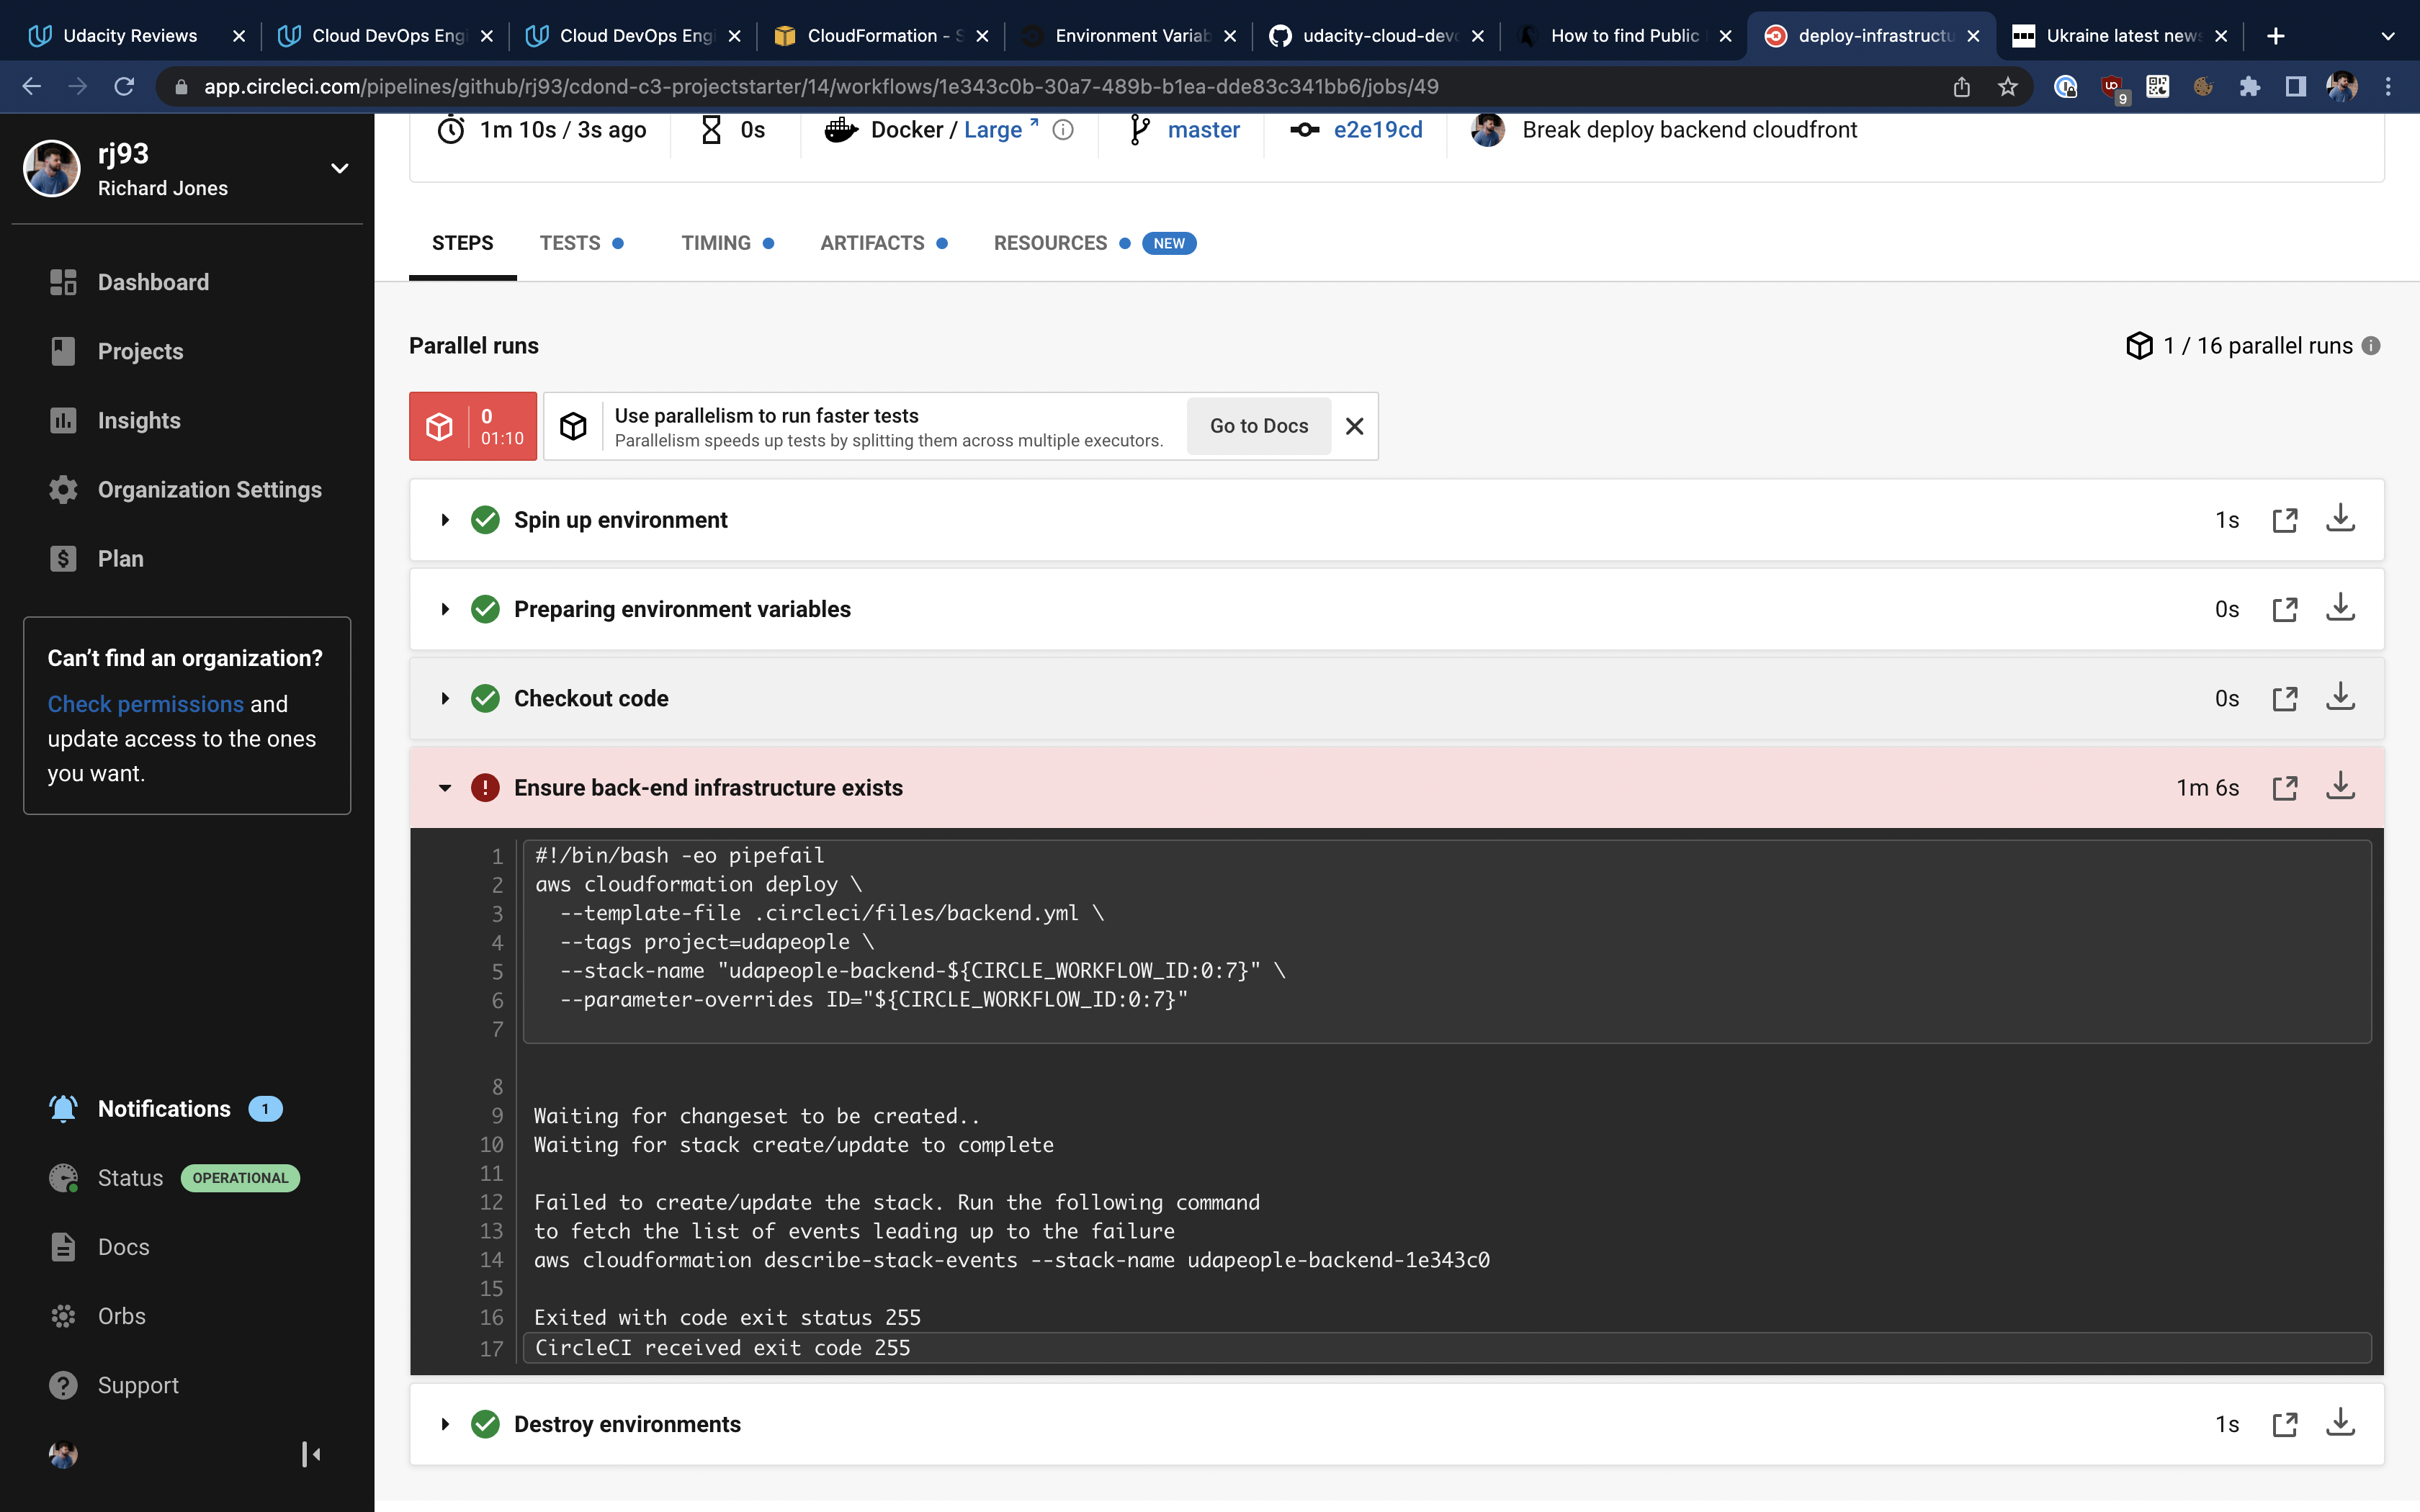 Udacity Reviews
Cloud DevOps Eng
Cloud DevOps Eng
CloudFormation - S
Environment Variab
udacity-cloud-devo
How to find Public
deploy-infrastructu
Ukraine latest news
app.circleci.com/pipelines/github/rj93/cdond-c3-projectstarter/14/workflows/1e343c0b-30a7-489b-b1ea-dde83c341bb6/jobs/49
9
rj93
Richard Jones
Dashboard
Projects
Insights
Organization Settings
Plan
Can't find an organization?
Check permissions and
update access to the ones
you want.
Notifications 1
Status OPERATIONAL
Docs
Orbs
Support
1m 10s / 3s ago
0s
Docker / Large
master
e2e19cd
Break deploy backend cloudfront
STEPS
TESTS
TIMING
ARTIFACTS
RESOURCES NEW
Parallel runs
1 / 16 parallel runs
0
01:10
Use parallelism to run faster tests
Parallelism speeds up tests by splitting them across multiple executors.
Go to Docs
Spin up environment 1s
Preparing environment variables 0s
Checkout code 0s
Ensure back-end infrastructure exists 1m 6s
1 #!/bin/bash -eo pipefail
2 aws cloudformation deploy \
3 --template-file .circleci/files/backend.yml \
4 --tags project=udapeople \
5 --stack-name "udapeople-backend-${CIRCLE_WORKFLOW_ID:0:7}" \
6 --parameter-overrides ID="${CIRCLE_WORKFLOW_ID:0:7}"
7
8
9 Waiting for changeset to be created..
10 Waiting for stack create/update to complete
11
12 Failed to create/update the stack. Run the following command
13 to fetch the list of events leading up to the failure
14 aws cloudformation describe-stack-events --stack-name udapeople-backend-1e343c0
15
16 Exited with code exit status 255
17 CircleCI received exit code 255
Destroy environments 1s